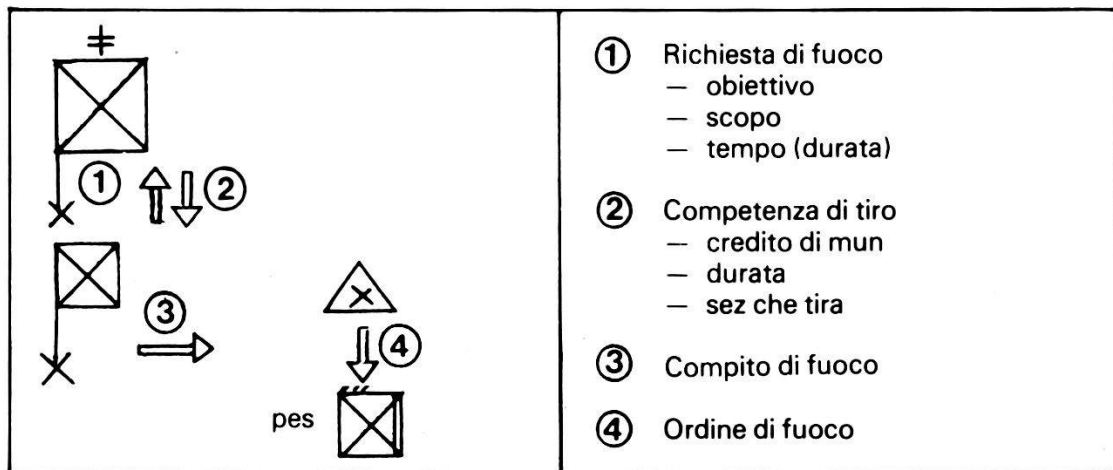 ①
②
③
④
pes
① Richiesta di fuoco
— obiettivo
— scopo
— tempo (durata)
② Competenza di tiro
— credito di mun
— durata
— sez che tira
③ Compito di fuoco
④ Ordine di fuoco